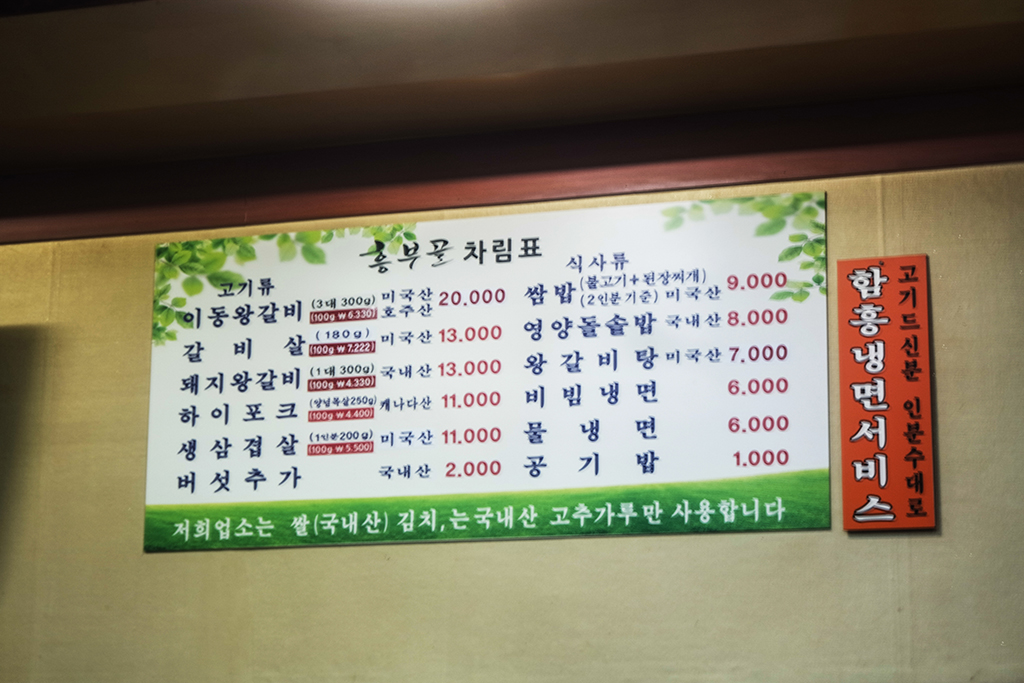 흥부골 차림표
고기류
이동왕갈비 (3대 300g) (100g ₩6.330) 미국산 호주산 20.000
갈비살 (180g) (100g ₩7.222) 미국산 13.000
돼지왕갈비 (1대 300g) (100g ₩4.330) 국내산 13.000
하이포크 (양념목살250g) (100g ₩4.400) 캐나다산 11.000
생삼겹살 (1인분200g) (100g ₩5.500) 미국산 11.000
버섯추가 국내산 2.000
식사류
쌈밥 (불고기+된장찌개) (2인분기준) 미국산 9.000
영양돌솥밥 국내산 8.000
왕갈비탕 미국산 7.000
비빔냉면 6.000
물냉면 6.000
공기밥 1.000
저희업소는 쌀(국내산) 김치,는국내산 고추가루만 사용합니다
고기드신분 인분수대로
함흥냉면서비스